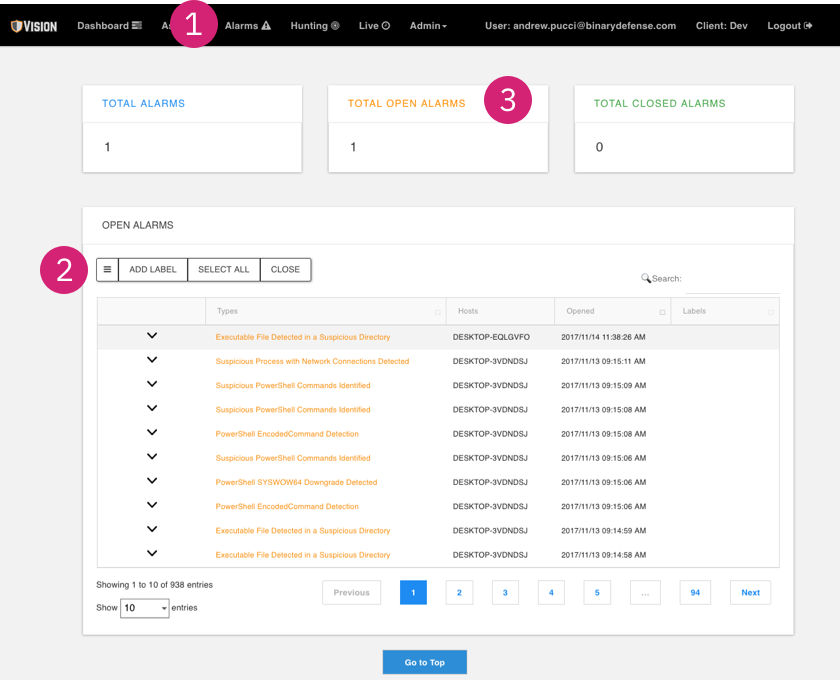 VISION Dashboard Alarms Hunting Live Admin User: andrew.pucci@binarydefense.com Client: Dev Logout
1
TOTAL ALARMS TOTAL OPEN ALARMS 3 TOTAL CLOSED ALARMS
1 1 0
OPEN ALARMS
2 ADD LABEL SELECT ALL CLOSE
Search:
Types Hosts Opened Labels
Executable File Detected in a Suspicious Directory DESKTOP-EQLGVFO 2017/11/14 11:38:26 AM
Suspicious Process with Network Connections Detected DESKTOP-3VDNDSJ 2017/11/13 09:15:11 AM
Suspicious PowerShell Commands Identified DESKTOP-3VDNDSJ 2017/11/13 09:15:09 AM
Suspicious PowerShell Commands Identified DESKTOP-3VDNDSJ 2017/11/13 09:15:08 AM
PowerShell EncodedCommand Detection DESKTOP-3VDNDSJ 2017/11/13 09:15:08 AM
Suspicious PowerShell Commands Identified DESKTOP-3VDNDSJ 2017/11/13 09:15:06 AM
PowerShell SYSWOW64 Downgrade Detected DESKTOP-3VDNDSJ 2017/11/13 09:15:06 AM
PowerShell EncodedCommand Detection DESKTOP-3VDNDSJ 2017/11/13 09:15:06 AM
Executable File Detected in a Suspicious Directory DESKTOP-3VDNDSJ 2017/11/13 09:14:59 AM
Executable File Detected in a Suspicious Directory DESKTOP-3VDNDSJ 2017/11/13 09:14:58 AM
Showing 1 to 10 of 938 entries
Previous 1 2 3 4 5 ... 94 Next
Show 10 entries
Go to Top